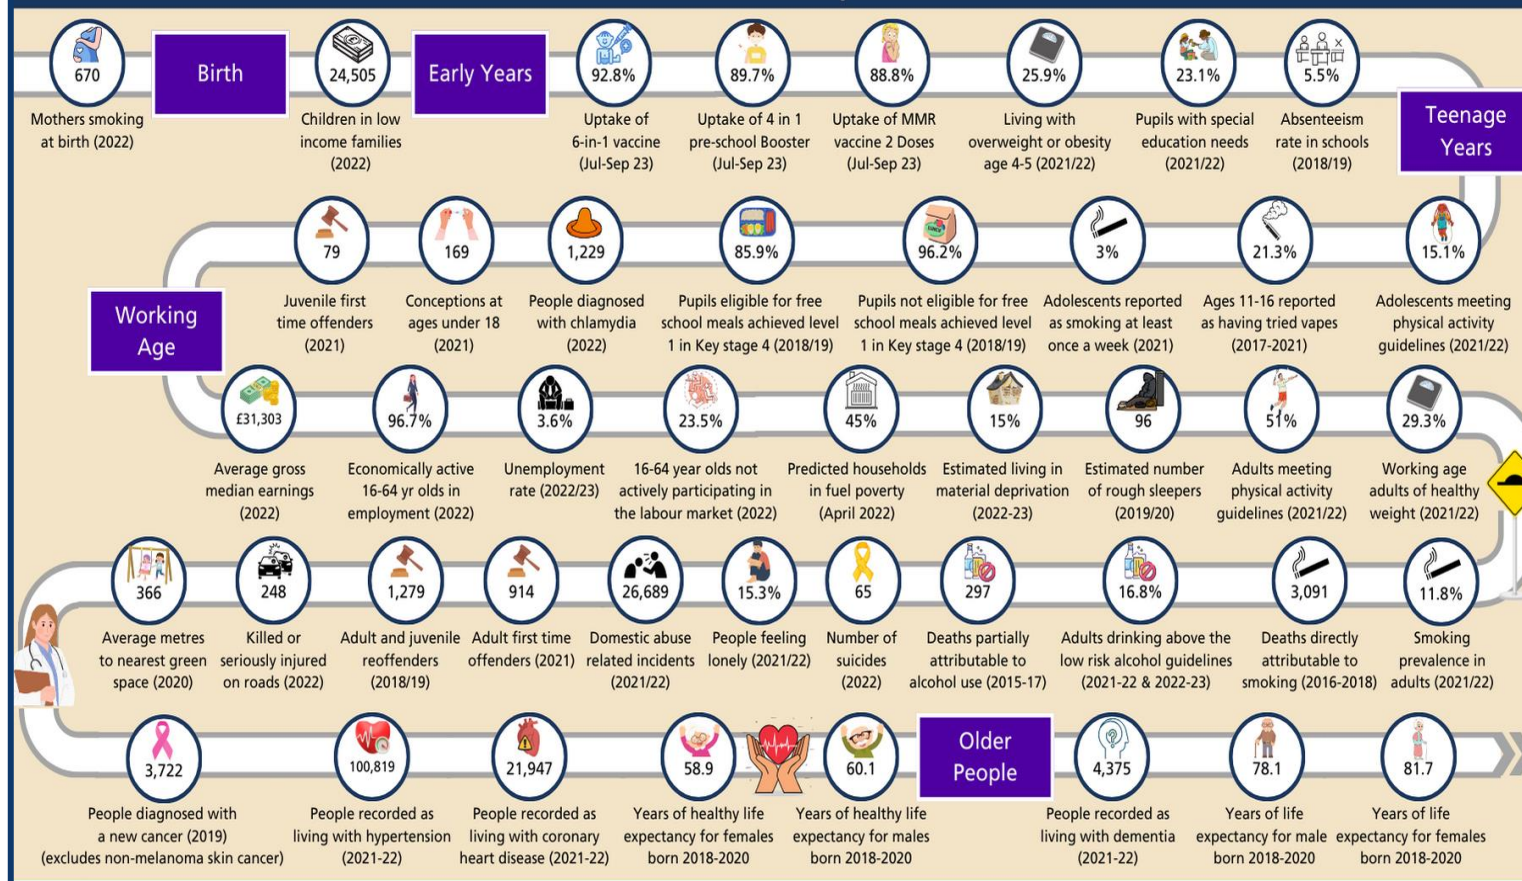 670
Mothers smoking
at birth (2022)
Birth
24,505
Children in low
income families
(2022)
Early Years
92.8%
Uptake of
6-in-1 vaccine
(Jul-Sep 23)
89.7%
Uptake of 4 in 1
pre-school Booster
(Jul-Sep 23)
88.8%
Uptake of MMR
vaccine 2 Doses
(Jul-Sep 23)
25.9%
Living with
overweight or obesity
age 4-5 (2021/22)
23.1%
Pupils with special
education needs
(2021/22)
5.5%
Absenteeism
rate in schools
(2018/19)
Teenage
Years
79
Juvenile first
time offenders
(2021)
169
Conceptions at
ages under 18
(2021)
1,229
People diagnosed
with chlamydia
(2022)
85.9%
Pupils eligible for free
school meals achieved level
1 in Key stage 4 (2018/19)
96.2%
Pupils not eligible for free
school meals achieved level
1 in Key stage 4 (2018/19)
3%
Adolescents reported
as smoking at least
once a week (2021)
21.3%
Ages 11-16 reported
as having tried vapes
(2017-2021)
15.1%
Adolescents meeting
physical activity
guidelines (2021/22)
Working
Age
£31,303
Average gross
median earnings
(2022)
96.7%
Economically active
16-64 yr olds in
employment (2022)
3.6%
Unemployment
rate (2022/23)
23.5%
16-64 year olds not
actively participating in
the labour market (2022)
45%
Predicted households
in fuel poverty
(April 2022)
15%
Estimated living in
material deprivation
(2022-23)
96
Estimated number
of rough sleepers
(2019/20)
51%
Adults meeting
physical activity
guidelines (2021/22)
29.3%
Working age
adults of healthy
weight (2021/22)
366
Average metres
to nearest green
space (2020)
248
Killed or
seriously injured
on roads (2022)
1,279
Adult and juvenile
reoffenders
(2018/19)
914
Adult first time
offenders (2021)
26,689
Domestic abuse
related incidents
(2021/22)
15.3%
People feeling
lonely (2021/22)
65
Number of
suicides
(2022)
297
Deaths partially
attributable to
alcohol use (2015-17)
16.8%
Adults drinking above the
low risk alcohol guidelines
(2021-22 & 2022-23)
3,091
Deaths directly
attributable to
smoking (2016-2018)
11.8%
Smoking
prevalence in
adults (2021/22)
3,722
People diagnosed with
a new cancer (2019)
(excludes non-melanoma skin cancer)
100,819
People recorded as
living with hypertension
(2021-22)
21,947
People recorded as
living with coronary
heart disease (2021-22)
58.9
Years of healthy life
expectancy for females
born 2018-2020
60.1
Years of healthy life
expectancy for males
born 2018-2020
Older
People
4,375
People recorded as
living with dementia
(2021-22)
78.1
Years of life
expectancy for male
born 2018-2020
81.7
Years of life
expectancy for females
born 2018-2020